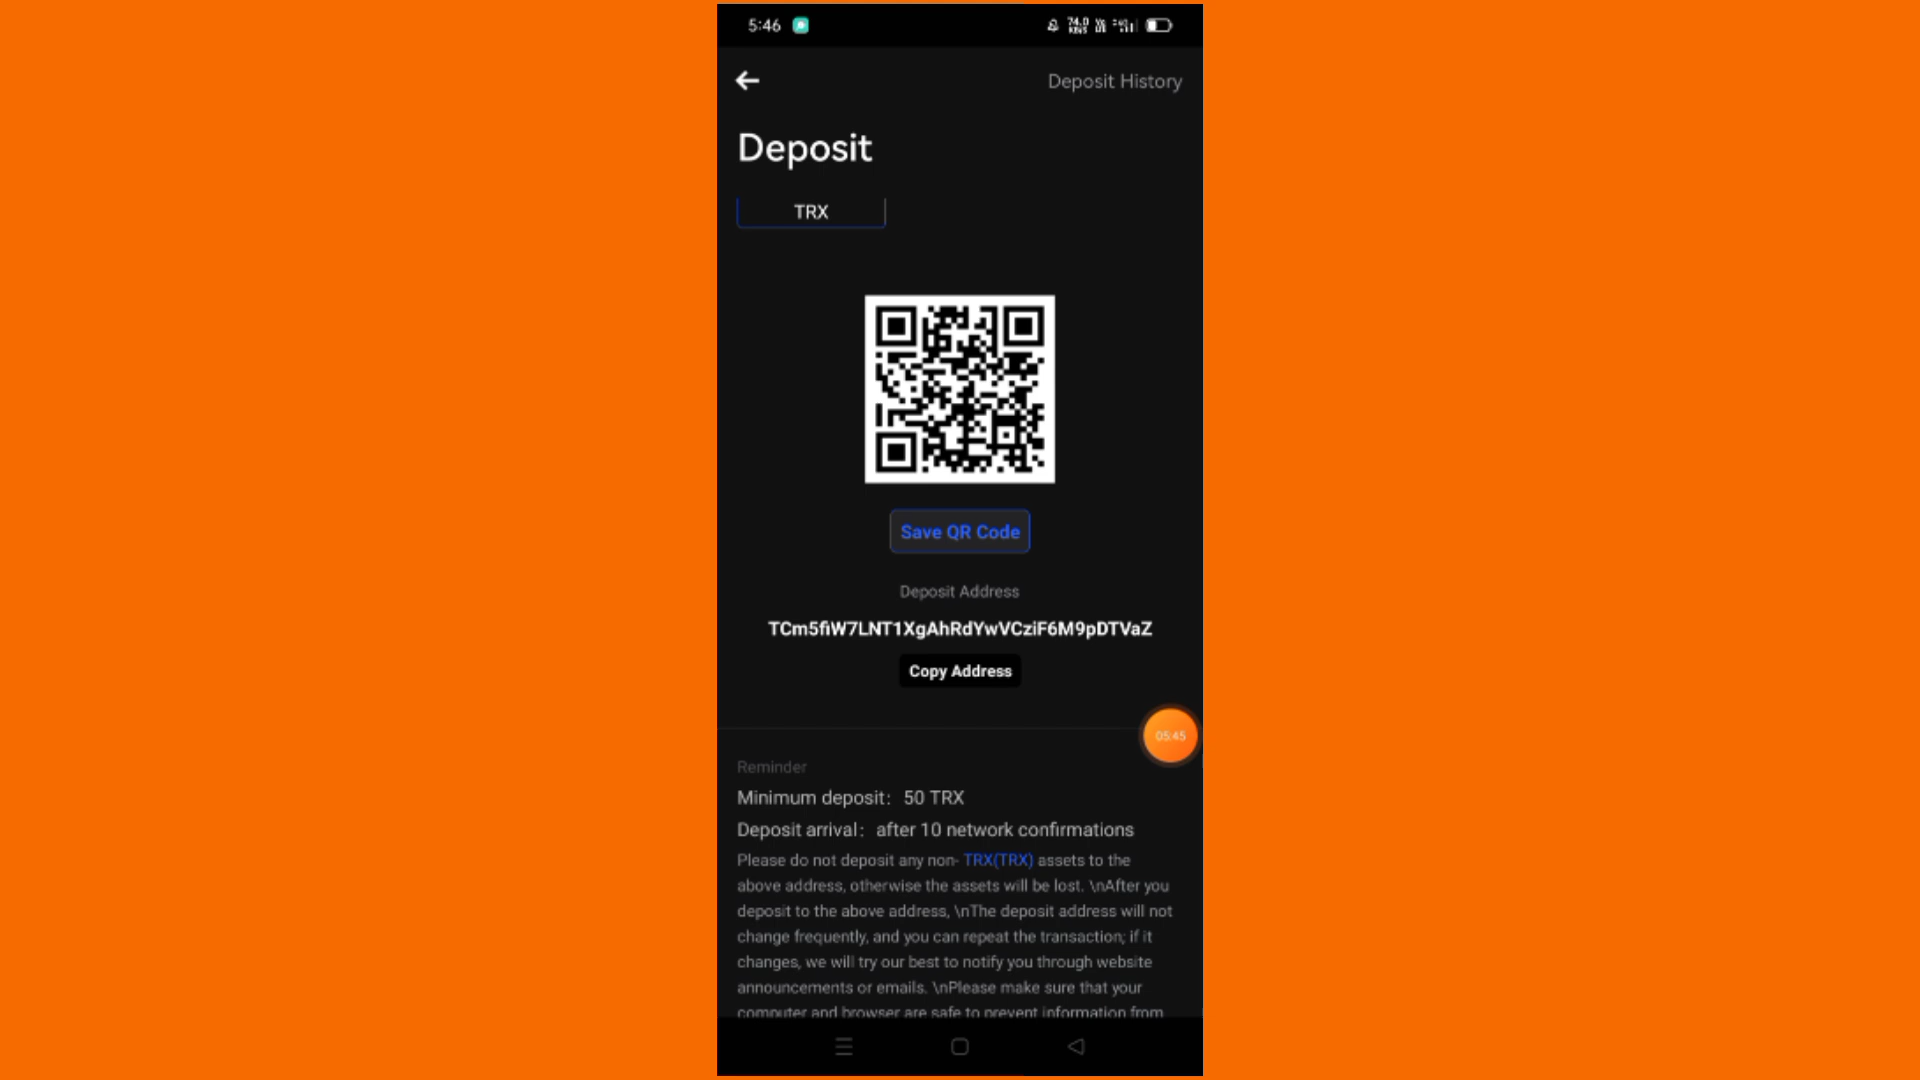 5:46
Deposit History
Deposit
TRX
Save QR Code
Deposit Address
TCm5fiW7LNT1XgAhRdYwVCziF6M9pDTVaZ
Copy Address
05:45
Reminder
Minimum deposit: 50 TRX
Deposit arrival: after 10 network confirmations
Please do not deposit any non- TRX(TRX) assets to the
above address, otherwise the assets will be lost. \nAfter you
deposit to the above address, \nThe deposit address will not
change frequently, and you can repeat the transaction; if it
changes, we will try our best to notify you through website
announcements or emails. \nPlease make sure that your
computer and browser are safe to prevent information from